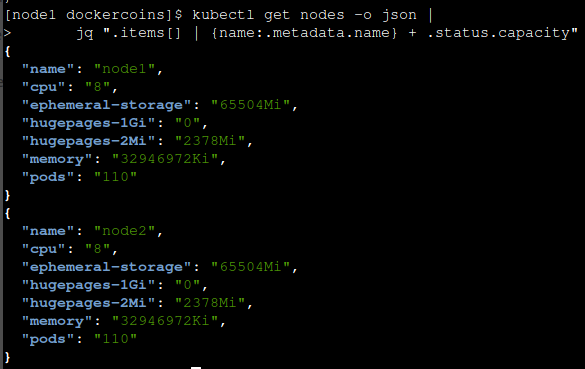 [node1 dockercoins]$ kubectl get nodes -o json |
>       jq ".items[] | {name:.metadata.name} + .status.capacity"
{
  "name": "node1",
  "cpu": "8",
  "ephemeral-storage": "65504Mi",
  "hugepages-1Gi": "0",
  "hugepages-2Mi": "2378Mi",
  "memory": "32946972Ki",
  "pods": "110"
}
{
  "name": "node2",
  "cpu": "8",
  "ephemeral-storage": "65504Mi",
  "hugepages-1Gi": "0",
  "hugepages-2Mi": "2378Mi",
  "memory": "32946972Ki",
  "pods": "110"
}